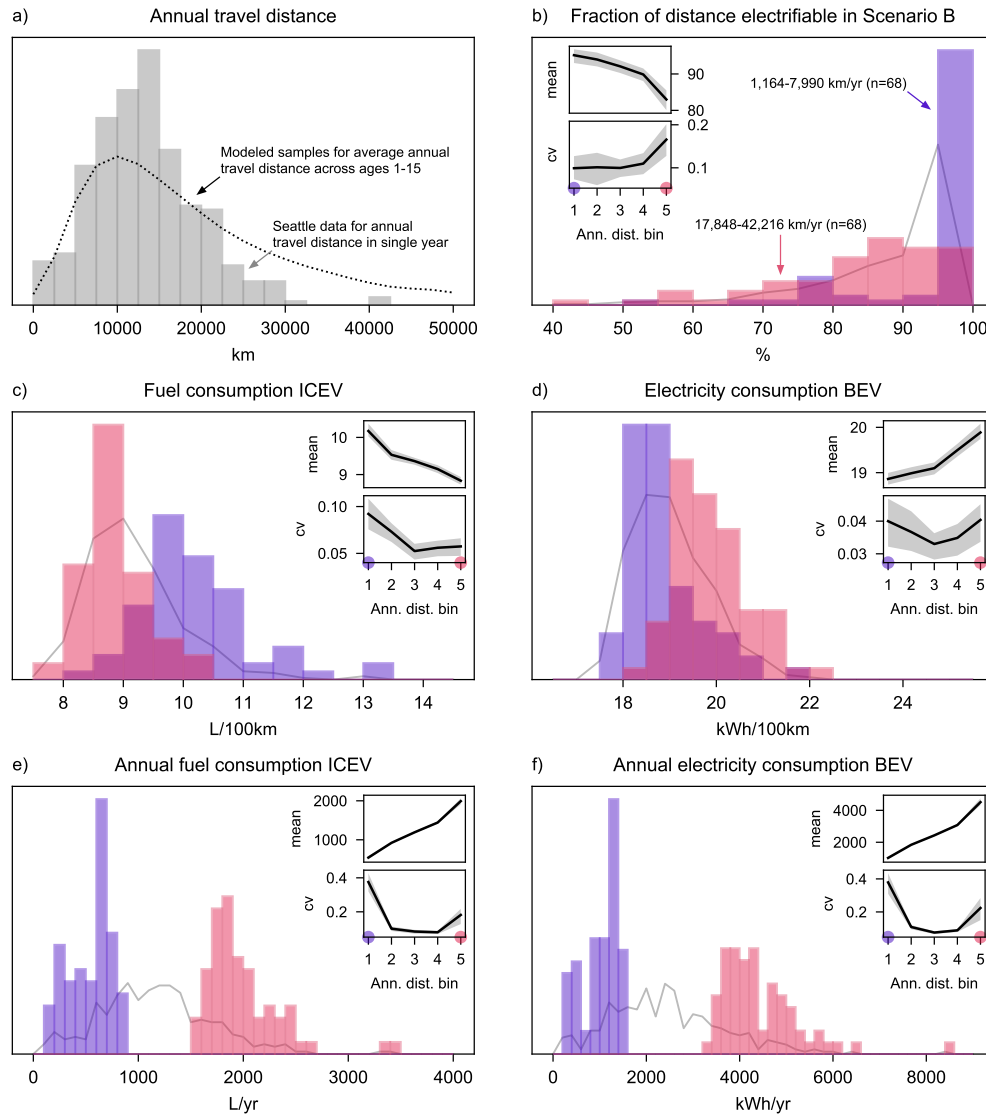 a) Annual travel distance
Modeled samples for average annual
travel distance across ages 1-15
Seattle data for annual
travel distance in single year
0 10000 20000 30000 40000 50000
km
b) Fraction of distance electrifiable in Scenario B
mean
90
80
cv
0.2
0.1
1 2 3 4 5
Ann. dist. bin
1,164-7,990 km/yr (n=68)
17,848-42,216 km/yr (n=68)
40 50 60 70 80 90 100
%
c) Fuel consumption ICEV
mean
10
9
cv
0.10
0.05
1 2 3 4 5
Ann. dist. bin
8 9 10 11 12 13 14
L/100km
d) Electricity consumption BEV
mean
20
19
cv
0.04
0.03
1 2 3 4 5
Ann. dist. bin
18 20 22 24
kWh/100km
e) Annual fuel consumption ICEV
mean
2000
1000
cv
0.4
0.2
1 2 3 4 5
Ann. dist. bin
0 1000 2000 3000 4000
L/yr
f) Annual electricity consumption BEV
mean
4000
2000
cv
0.4
0.2
1 2 3 4 5
Ann. dist. bin
0 2000 4000 6000 8000
kWh/yr